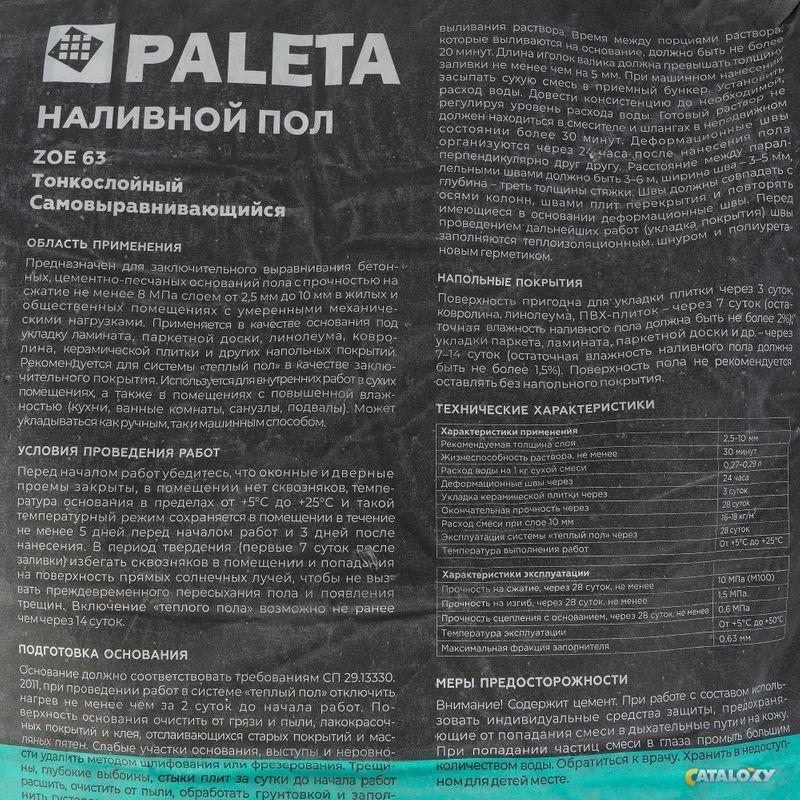 PALETA
НАЛИВНОЙ ПОЛ
ZOE 63
Тонкослойный
Самовыравнивающийся
ОБЛАСТЬ ПРИМЕНЕНИЯ
Предназначен для заключительного выравнивания бетон-
ных, цементно-песчаных оснований пола с прочностью на
сжатие не менее 8 МПа слоем от 2,5 мм до 10 мм в жилых и
общественных помещениях с умеренными механиче-
скими нагрузками. Применяется в качестве основания под
укладку ламината, паркетной доски, линолеума, ковро-
лина, керамической плитки и других напольных покрытий.
Рекомендуется для системы «теплый пол» в качестве заклю-
чительного покрытия. Используется для внутренних работ в сухих
помещениях, а также в помещениях с повышенной влаж-
ностью (кухни, ванные комнаты, санузлы, подвалы). Может
укладываться как ручным, так и машинным способом.
УСЛОВИЯ ПРОВЕДЕНИЯ РАБОТ
Перед началом работ убедитесь, что оконные и дверные
проемы закрыты, в помещении нет сквозняков, темпе-
ратура основания в пределах от +5°С до +25°С и такой
температурный режим сохраняется в помещении в течение
не менее 5 дней перед началом работ и 3 дней после
нанесения. В период твердения (первые 7 суток после
заливки) избегать сквозняков в помещении и попадания
на поверхность прямых солнечных лучей, чтобы не выз-
вать преждевременного пересыхания пола и появления
трещин. Включение «теплого пола» возможно не ранее
чем через 14 суток.
ПОДГОТОВКА ОСНОВАНИЯ
Основание должно соответствовать требованиям СП 29.13330.
2011, при проведении работ в системе «теплый пол» отключить
нагрев не менее чем за 2 суток до начала работ. По-
верхность основания очистить от грязи и пыли, лакокрасоч-
ных покрытий и клея, отслаивающихся старых покрытий и мас-
ляных пятен. Слабые участки основания, выступы и неровно-
сти удалить методом шлифования или фрезерования. Трещи-
ны, глубокие выбоины, стыки плит за сутки до начала работ
расшить, очистить от пыли, обработать грунтовкой и запол-
выливания раствора. Время между порциями раствора,
которые выливаются на основание, должно быть не более
20 минут. Длина иголок валика должна превышать толщину
заливки не менее чем на 5 мм. При машинном нанесении
засыпать сухую смесь в приемный бункер. Установить
расход воды. Довести консистенцию до необходимой,
регулируя уровень расхода воды. Готовый раствор не
должен находиться в смесителе и шлангах в неподвижном
состоянии более 30 минут. Деформационные швы
организуются через 24 часа после нанесения пола
перпендикулярно друг другу. Расстояние между парал-
лельными швами должно быть 3–6 м, ширина шва – 3–5 мм,
глубина – треть толщины стяжки. Швы должны совпадать с
осями колонн, швами плит перекрытия и повторять
имеющиеся в основании деформационные швы. Перед
проведением дальнейших работ (укладка покрытия) швы
заполняются теплоизоляционным шнуром и полиурета-
новым герметиком.
НАПОЛЬНЫЕ ПОКРЫТИЯ
Поверхность пригодна для укладки плитки через 3 суток,
ковролина, линолеума, ПВХ-плиток – через 7 суток (оста-
точная влажность наливного пола должна быть не более 2%);
укладки паркета, ламината, паркетной доски и др. – через
7–14 суток (остаточная влажность наливного пола должна
быть не более 1,5%). Поверхность пола не рекомендуется
оставлять без напольного покрытия.
ТЕХНИЧЕСКИЕ ХАРАКТЕРИСТИКИ
Характеристики применения
Рекомендуемая толщина слоя 2,5-10 мм
Жизнеспособность раствора, не менее 30 минут
Расход воды на 1 кг сухой смеси 0,27-0,29 л
Деформационные швы через 24 часа
Укладка керамической плитки через 3 суток
Окончательная прочность через 28 суток
Расход смеси при слое 10 мм 16-18 кг/м²
Эксплуатация системы «теплый пол» через 28 суток
Температура выполнения работ От +5°С до +25°С
Характеристики эксплуатации
Прочность на сжатие, через 28 суток, не менее 10 МПа (М100)
Прочность на изгиб, через 28 суток, не менее 1,5 МПа
Прочность сцепления с основанием, через 28 суток, не менее 0,6 МПа
Температура эксплуатации От +5°С до +50°С
Максимальная фракция заполнителя 0,63 мм
МЕРЫ ПРЕДОСТОРОЖНОСТИ
Внимание! Содержит цемент. При работе с составом исполь-
зовать индивидуальные средства защиты, предохраня-
ющие от попадания смеси в дыхательные пути и на кожу.
При попадании частиц смеси в глаза промыть большим
количеством воды. Обратиться к врачу. Хранить в недоступ-
ном для детей месте.
CATALOXY